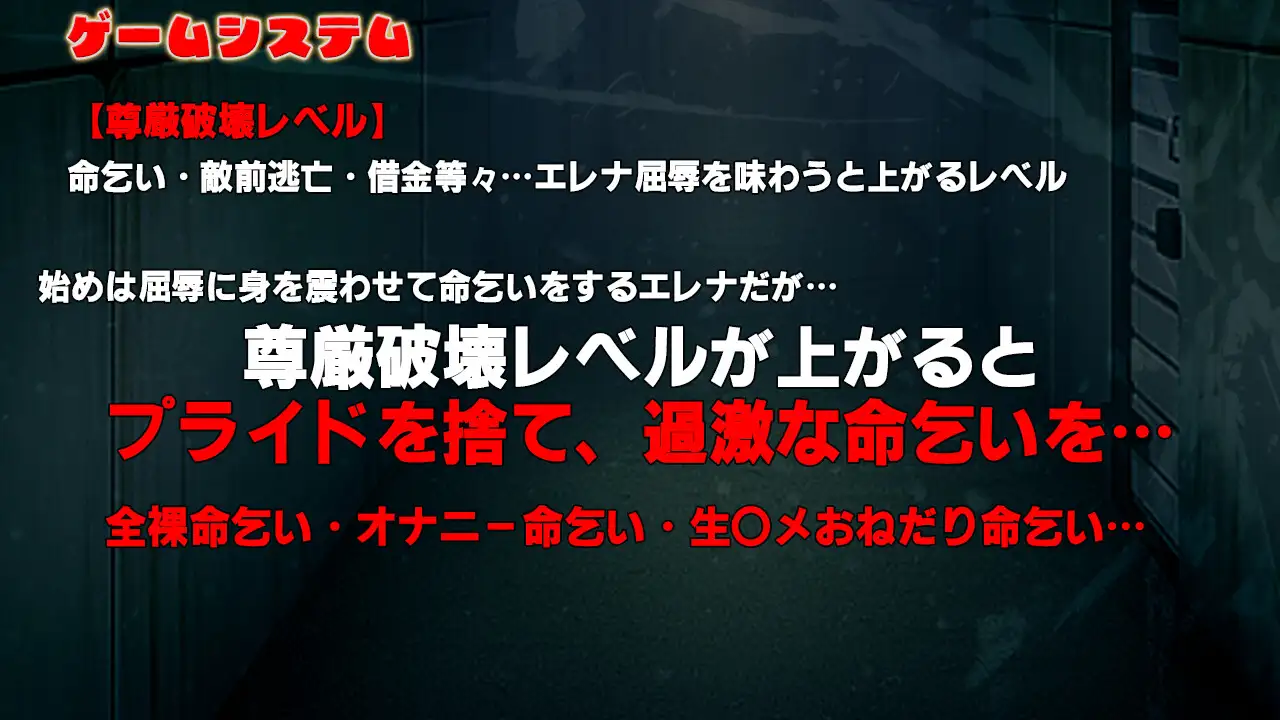 ゲームシステム
【尊厳破壊レベル】
命乞い・敵前逃亡・借金等々…エレナ屈辱を味わうと上がるレベル
始めは屈辱に身を震わせて命乞いをするエレナだが…
尊厳破壊レベルが上がると
プライドを捨て、過激な命乞いを…
全裸命乞い・オナニー命乞い・生〇メおねだり命乞い…